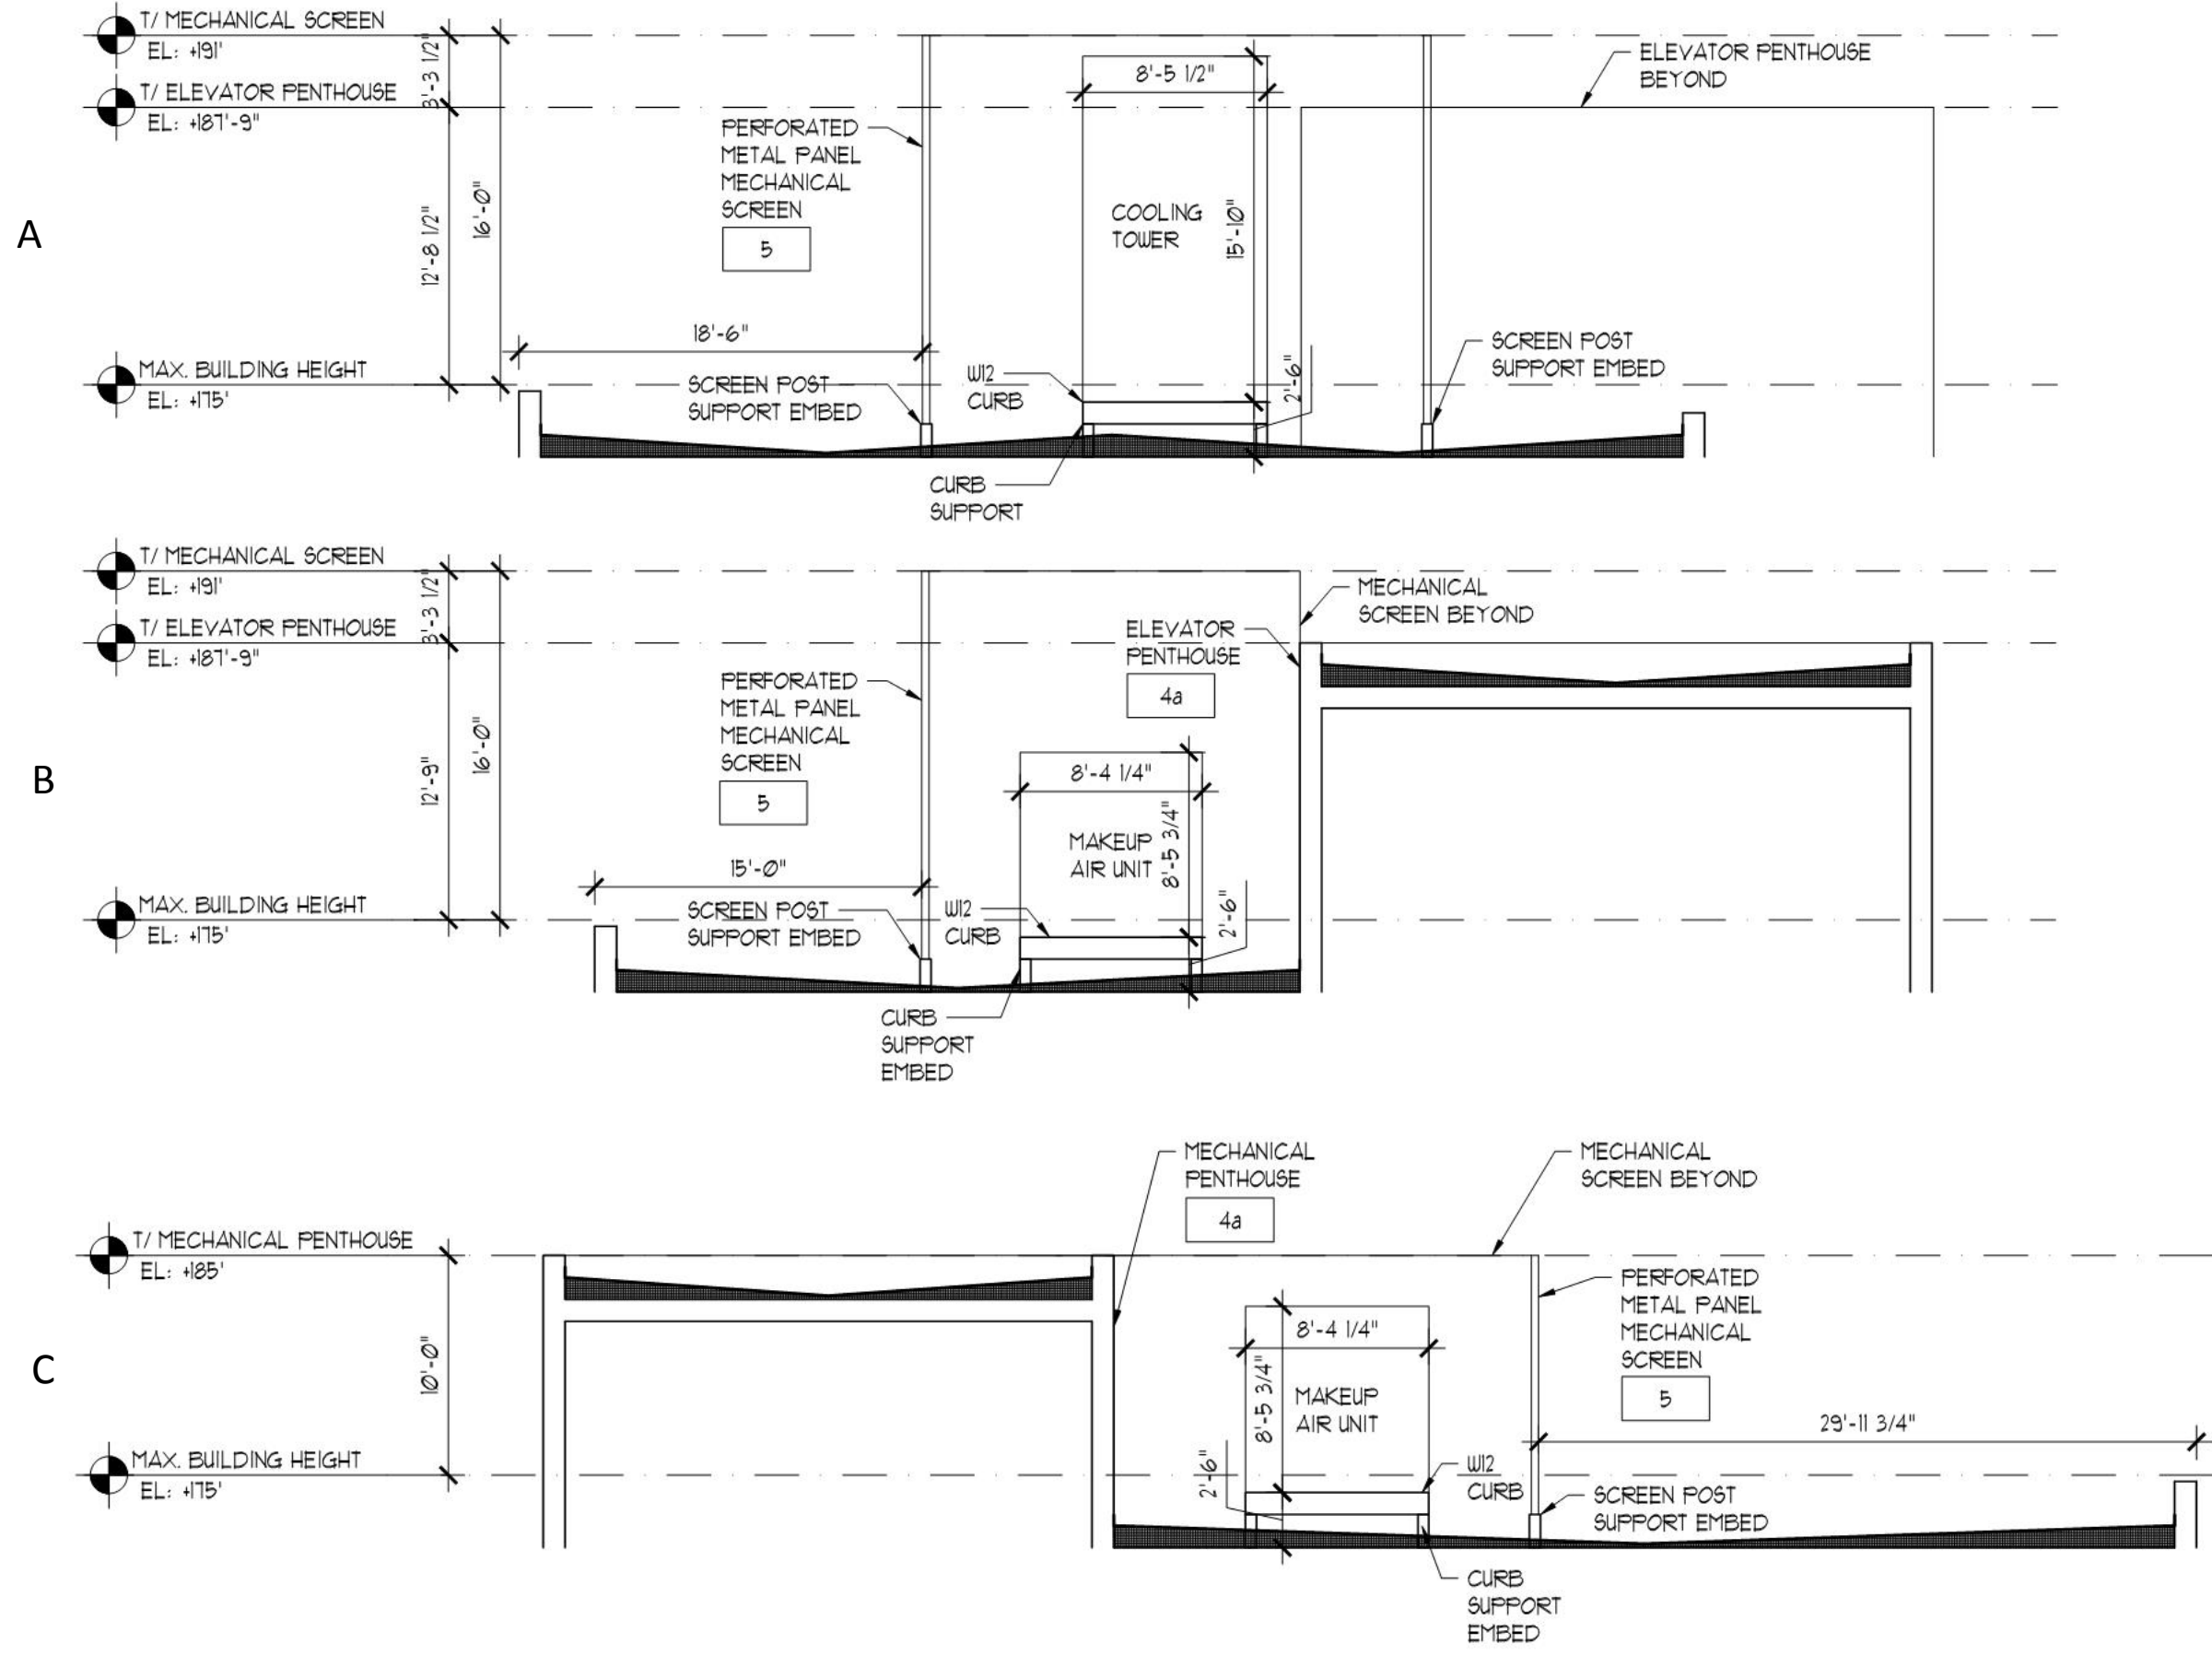 T/ MECHANICAL SCREEN
EL: +191'
T/ ELEVATOR PENTHOUSE
EL: +187'-9"
3'-3 1/2"
12'-8 1/2"
16'-0"
A
MAX. BUILDING HEIGHT
EL: +175'
PERFORATED
METAL PANEL
MECHANICAL
SCREEN
5
18'-6"
SCREEN POST
SUPPORT EMBED
8'-5 1/2"
COOLING
TOWER
15'-10"
W12
CURB
2'-6"
CURB
SUPPORT
ELEVATOR PENTHOUSE
BEYOND
SCREEN POST
SUPPORT EMBED
T/ MECHANICAL SCREEN
EL: +191'
T/ ELEVATOR PENTHOUSE
EL: +187'-9"
3'-3 1/2"
12'-9"
16'-0"
B
MAX. BUILDING HEIGHT
EL: +175'
PERFORATED
METAL PANEL
MECHANICAL
SCREEN
5
15'-0"
SCREEN POST
SUPPORT EMBED
MECHANICAL
SCREEN BEYOND
ELEVATOR
PENTHOUSE
4a
8'-4 1/4"
MAKEUP
AIR UNIT
8'-5 3/4"
W12
CURB
2'-6"
CURB
SUPPORT
EMBED
MECHANICAL
PENTHOUSE
4a
MECHANICAL
SCREEN BEYOND
T/ MECHANICAL PENTHOUSE
EL: +185'
10'-0"
C
MAX. BUILDING HEIGHT
EL: +175'
8'-4 1/4"
8'-5 3/4"
MAKEUP
AIR UNIT
2'-6"
W12
CURB
PERFORATED
METAL PANEL
MECHANICAL
SCREEN
5
29'-11 3/4"
SCREEN POST
SUPPORT EMBED
CURB
SUPPORT
EMBED